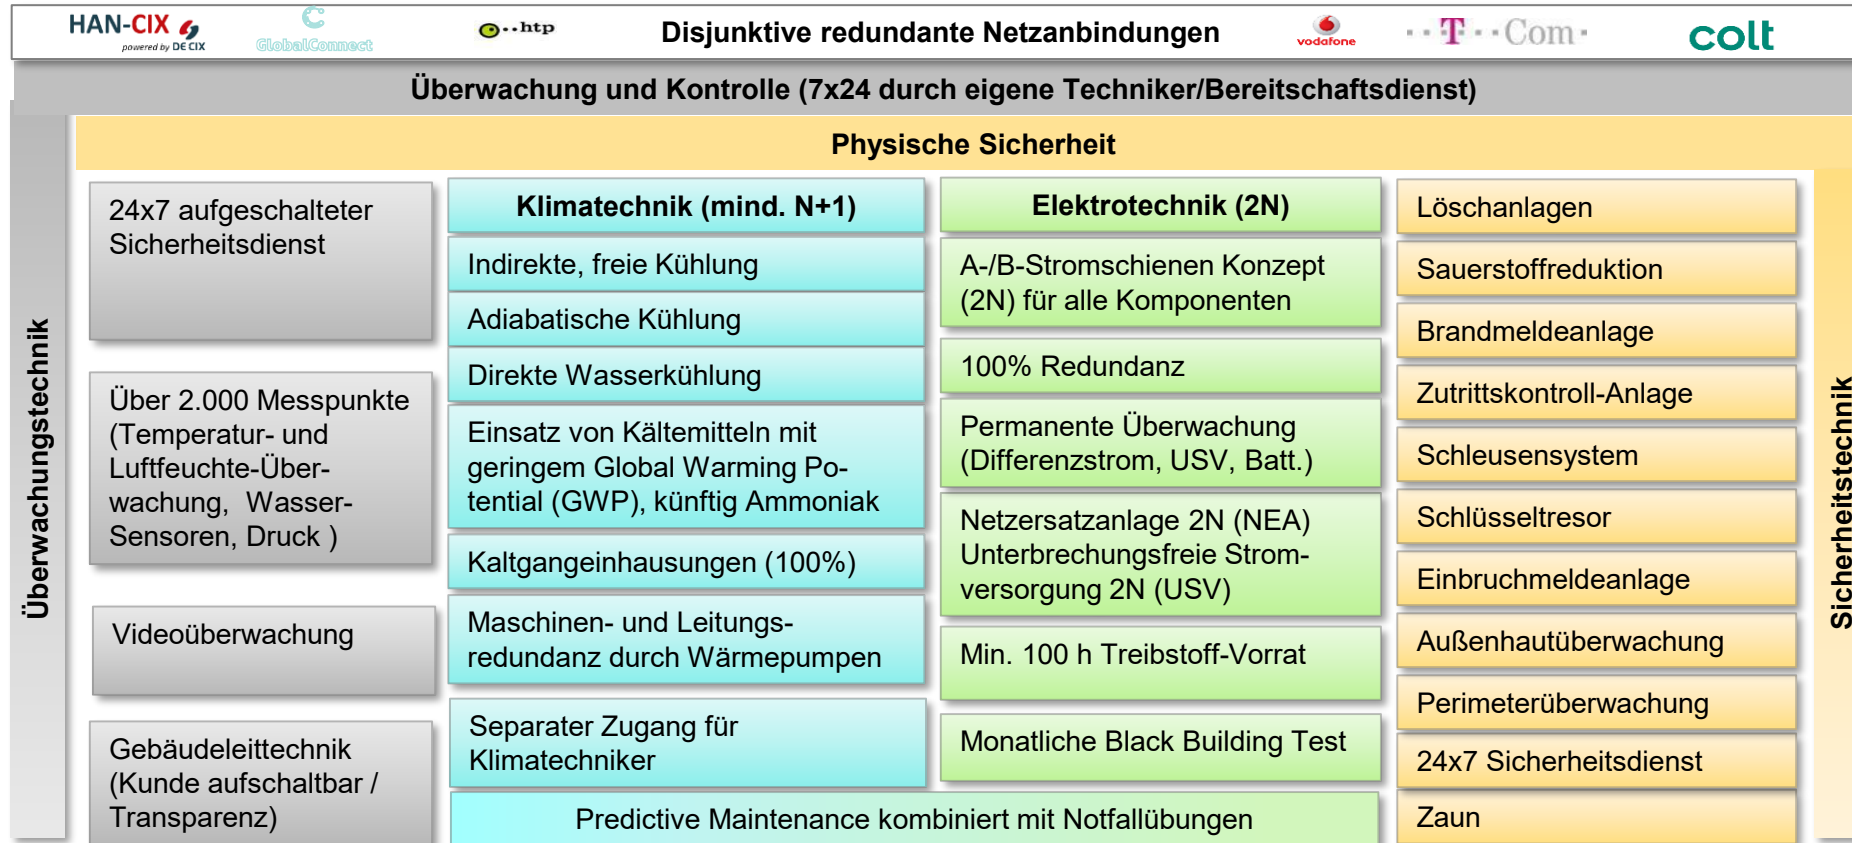 HAN-CIX
powered by DE CIX
GlobalConnect
htp
Disjunktive redundante Netzanbindungen
vodafone
T Com
colt
Überwachung und Kontrolle (7x24 durch eigene Techniker/Bereitschaftsdienst)
Physische Sicherheit
Überwachungstechnik
24x7 aufgeschalteter
Sicherheitsdienst
Über 2.000 Messpunkte
(Temperatur- und
Luftfeuchte-Über-
wachung, Wasser-
Sensoren, Druck )
Videoüberwachung
Gebäudeleittechnik
(Kunde aufschaltbar /
Transparenz)
Klimatechnik (mind. N+1)
Indirekte, freie Kühlung
Adiabatische Kühlung
Direkte Wasserkühlung
Einsatz von Kältemitteln mit
geringem Global Warming Po-
tential (GWP), künftig Ammoniak
Kaltgangeinhausungen (100%)
Maschinen- und Leitungs-
redundanz durch Wärmepumpen
Separater Zugang für
Klimatechniker
Elektrotechnik (2N)
A-/B-Stromschienen Konzept
(2N) für alle Komponenten
100% Redundanz
Permanente Überwachung
(Differenzstrom, USV, Batt.)
Netzersatzanlage 2N (NEA)
Unterbrechungsfreie Strom-
versorgung 2N (USV)
Min. 100 h Treibstoff-Vorrat
Monatliche Black Building Test
Predictive Maintenance kombiniert mit Notfallübungen
Löschanlagen
Sauerstoffreduktion
Brandmeldeanlage
Zutrittskontroll-Anlage
Schleusensystem
Schlüsseltresor
Einbruchmeldeanlage
Außenhautüberwachung
Perimeterüberwachung
24x7 Sicherheitsdienst
Zaun
Sicherheitstechnik